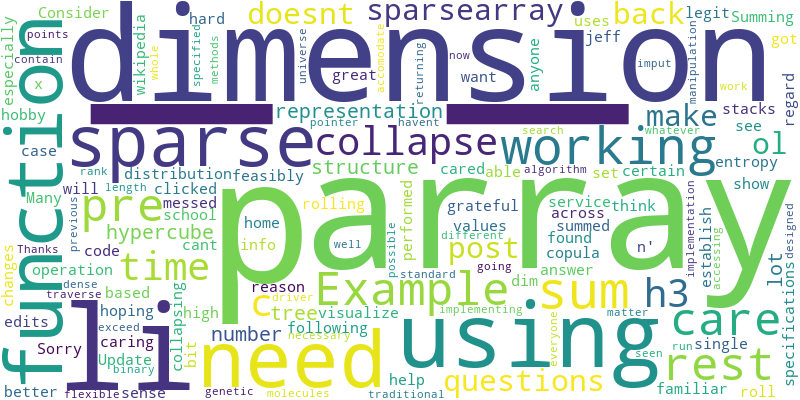 Consider
hobby
especially
x
wikipedia
uses
whole
points
contain
function
dimension
doesnt
hard
specified
methods
sparsearray
universe
accomodate
returning
back
jeff
great
want
anyone
now
imput
legit
manipulation
Summing
got
work
regard
havent
pointer
representation
performed
make
stacks
sparse
collapse
working
ol
see
case
rank
distribution
feasibly
structure
cared
able
set
certain
entropy
search
whatever
algorithm
Many
will
clicked
length
messed
school
rolling
grateful
service
think
across
show
pre
parray
home
values
post
summed
different
hypercube
info
cant
previous
possible
well
found
n'
establish
lot
accessing
implementation
designed
specifications
changes
Thanks
operation
code
time
tree
visualize
reason
Example
standard
going
copula
answer
dim
sum
h3
dense
traverse
based
collapsing
high
c
following
implementing
edits
hoping
exceed
caring
number
driver
necessary
everyone
matter
care
Sorry
Update
binary
bit
li
need
help
using
seen
run
single
rest
better
flexible
sense
genetic
molecules
traditional
questions
familiar
roll